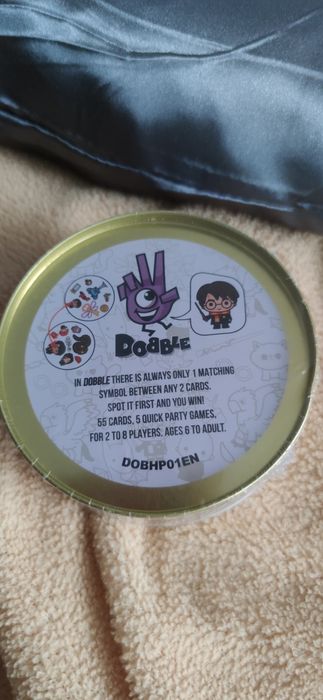 DOBBLE
IN DOBBLE THERE IS ALWAYS ONLY 1 MATCHING
SYMBOL BETWEEN ANY 2 CARDS.
SPOT IT FIRST AND YOU WIN!
55 CARDS, 5 QUICK PARTY GAMES,
FOR 2 TO 8 PLAYERS. AGES 6 TO ADULT.
DOBHP01EN